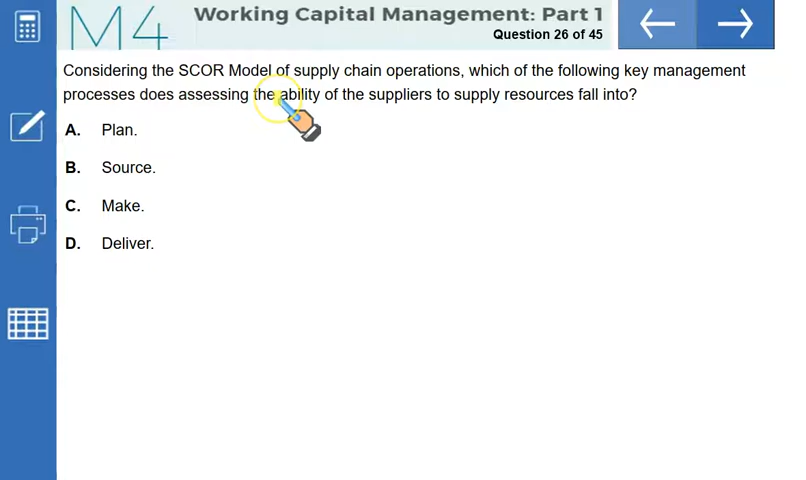 M4
Working Capital Management: Part 1
Question 26 of 45
Considering the SCOR Model of supply chain operations, which of the following key management
processes does assessing the ability of the suppliers to supply resources fall into?
A. Plan.
B. Source.
C. Make.
D. Deliver.